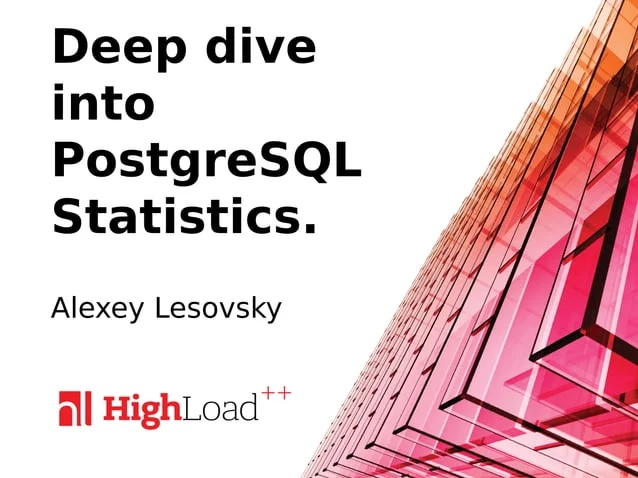 Deep dive
into
PostgreSQL
Statistics.
Alexey Lesovsky
HighLoad++